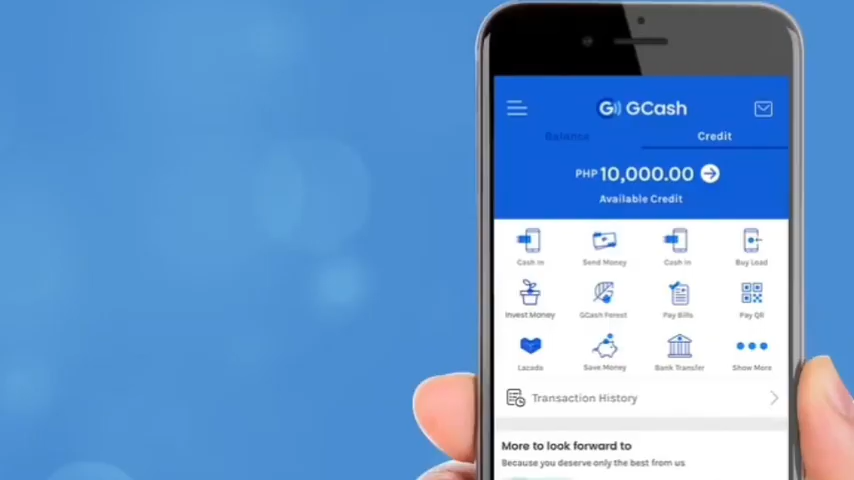 GCash
Balance Credit
PHP 10,000.00
Available Credit
Cash In Send Money Cash In Buy Load
Invest Money GCash Forest Pay Bills Pay QR
Lazada Save Money Bank Transfer Show More
Transaction History
More to look forward to
Because you deserve only the best from us